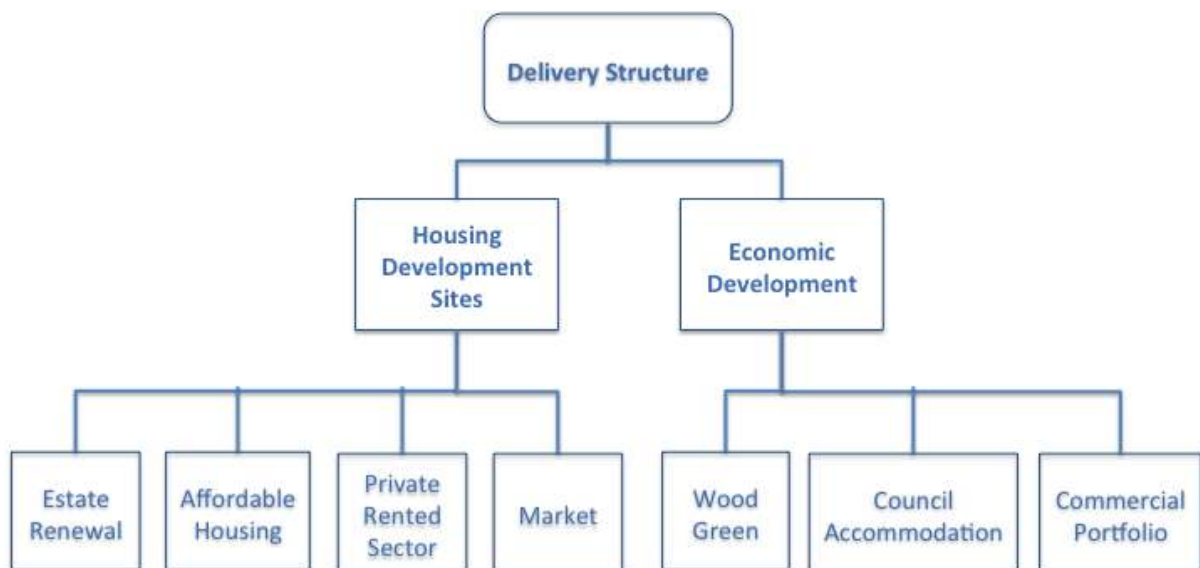 Delivery Structure
Housing
Development
Sites
Economic
Development
Estate
Renewal
Affordable
Housing
Private
Rented
Sector
Market
Wood
Green
Council
Accommodation
Commercial
Portfolio